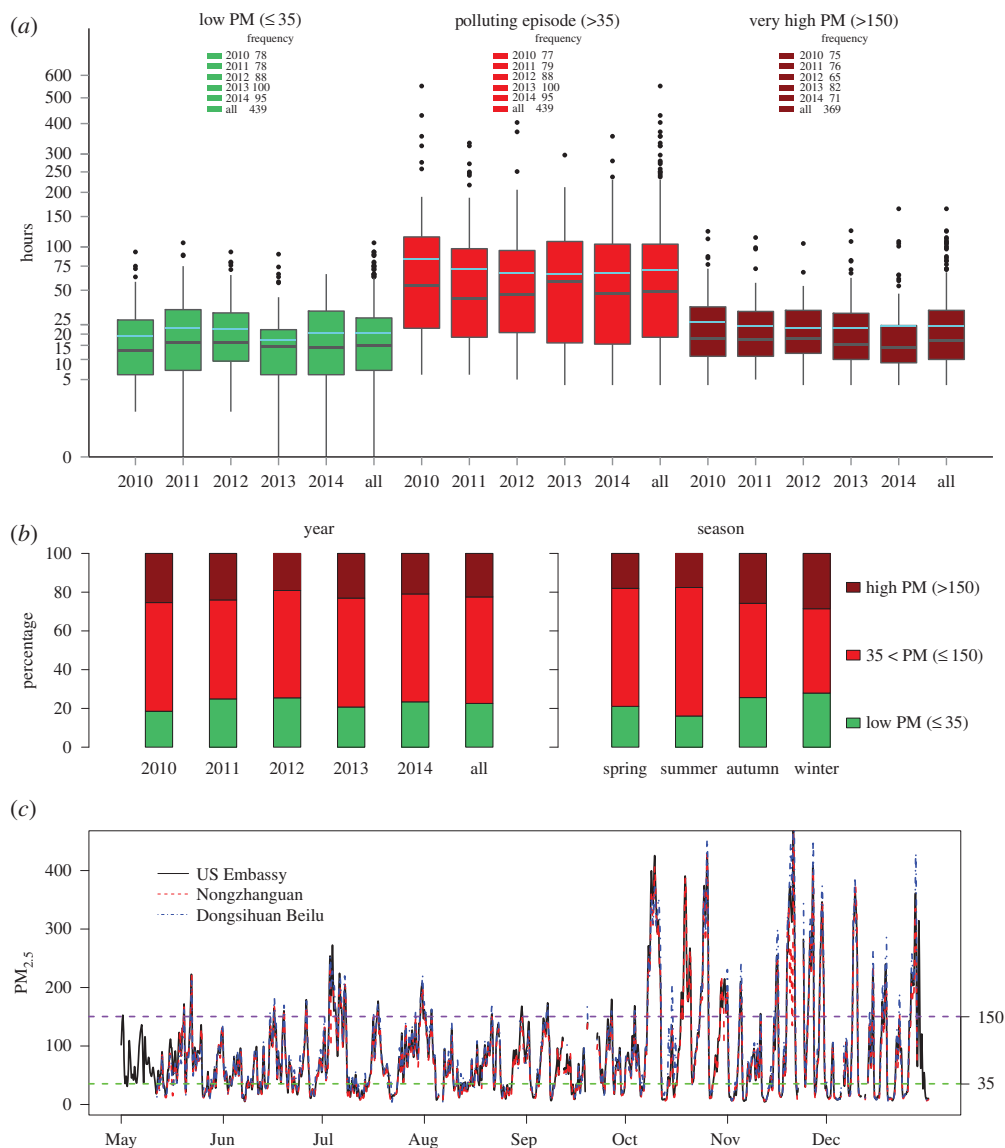 (a)
low PM (≤ 35)
polluting episode (>35)
very high PM (>150)
frequency
2010 78
2011 78
2012 88
2013 100
2014 95
all 439
frequency
2010 77
2011 79
2012 88
2013 100
2014 95
all 439
frequency
2010 75
2011 76
2012 65
2013 82
2014 71
all 369
hours
600
500
400
300
250
200
150
100
75
50
25
20
15
10
5
0
2010 2011 2012 2013 2014 all 2010 2011 2012 2013 2014 all 2010 2011 2012 2013 2014 all
(b)
year
season
percentage
100
80
60
40
20
0
2010 2011 2012 2013 2014 all
spring summer autumn winter
high PM (>150)
35 < PM (≤ 150)
low PM (≤ 35)
(c)
US Embassy
Nongzhanguan
Dongsihuan Beilu
PM2.5
400
300
200
100
0
150
35
May Jun Jul Aug Sep Oct Nov Dec